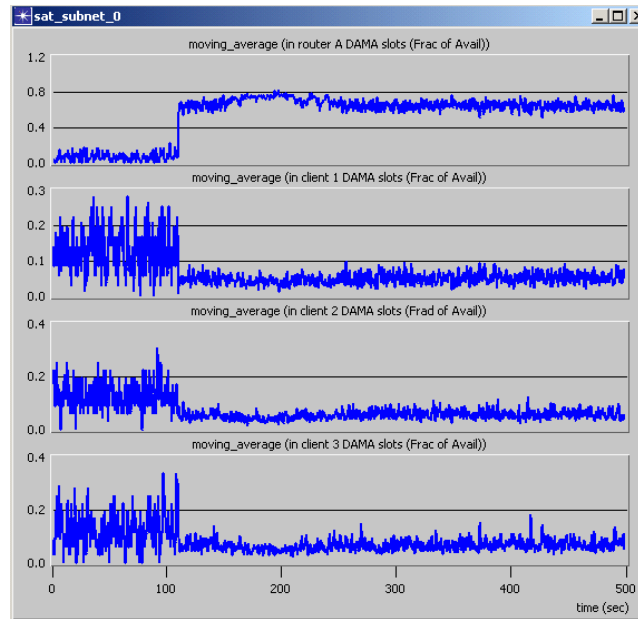 sat_subnet_0
moving_average (in router A DAMA slots (Frac of Avail))
1.2
0.8
0.4
0.0
moving_average (in client 1 DAMA slots (Frac of Avail))
0.3
0.2
0.1
0.0
moving_average (in client 2 DAMA slots (Frad of Avail))
0.4
0.2
0.0
moving_average (in client 3 DAMA slots (Frac of Avail))
0.4
0.2
0.0
0 100 200 300 400 500
time (sec)